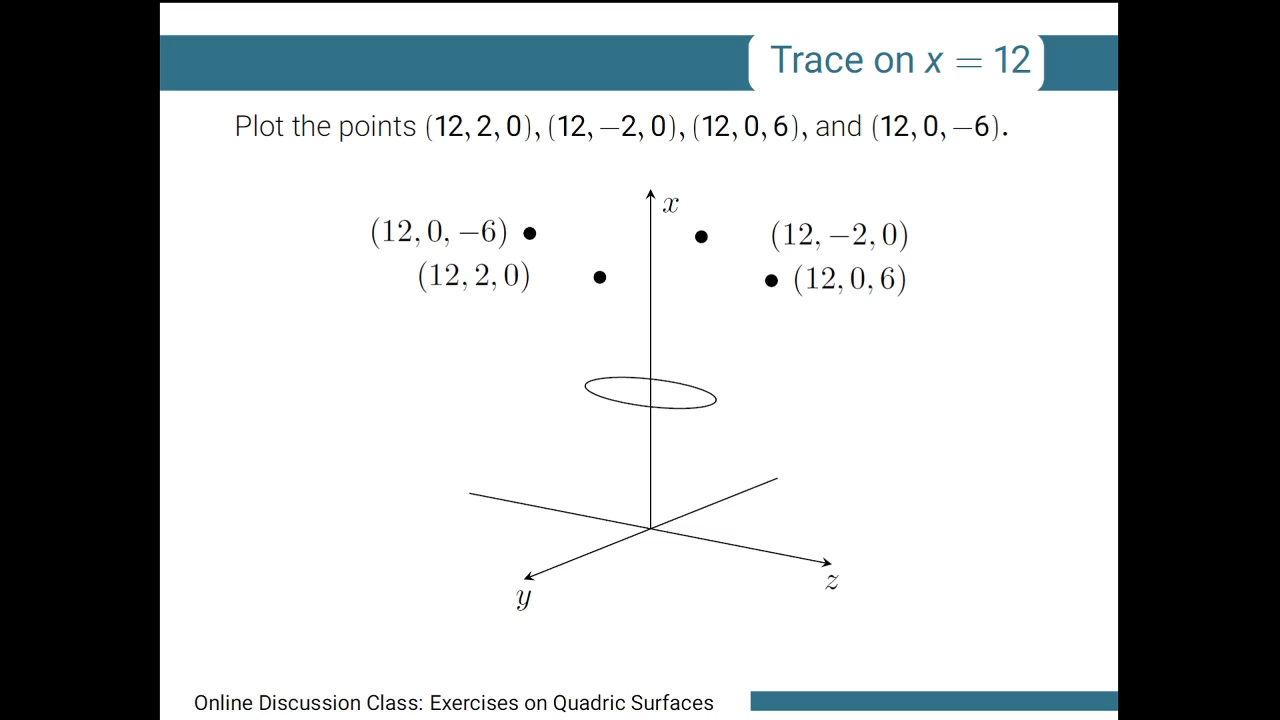 Trace on x = 12
Plot the points (12, 2, 0), (12, −2, 0), (12, 0, 6), and (12, 0, −6).
x
(12, 0, −6)
(12, −2, 0)
(12, 2, 0)
(12, 0, 6)
z
y
Online Discussion Class: Exercises on Quadric Surfaces